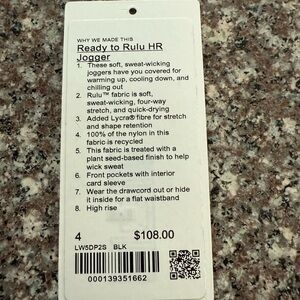 WHY WE MADE THIS
Ready to Rulu HR
Jogger
1. These soft, sweat-wicking
joggers have you covered for
warming up, cooling down, and
chilling out
2. Rulu™ fabric is soft,
sweat-wicking, four-way
stretch, and quick-drying
3. Added Lycra® fibre for stretch
and shape retention
4. 100% of the nylon in this
fabric is recycled
5. This fabric is treated with a
plant seed-based finish to help
wick sweat
6. Front pockets with interior
card sleeve
7. Wear the drawcord out or hide
it inside for a flat waistband
8. High rise
4 $108.00
LW5DP2S BLK
000139351662